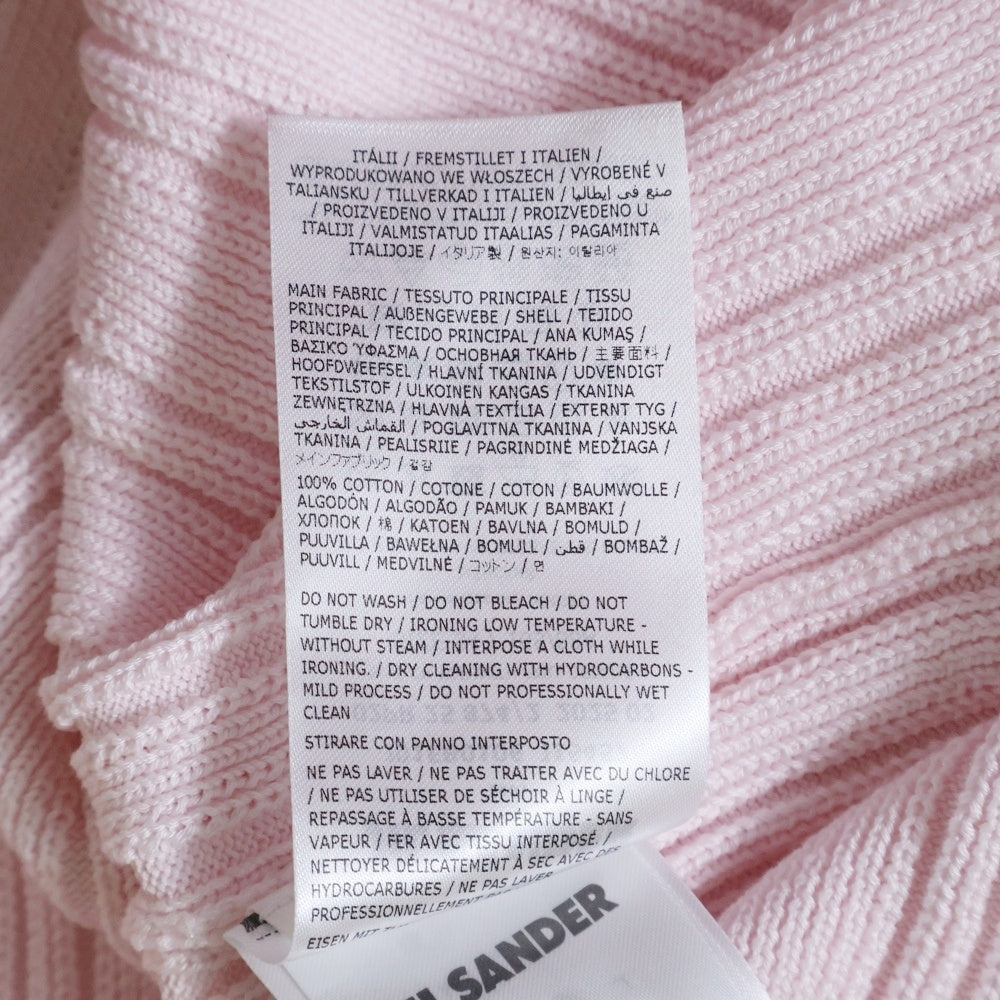 ITÁLII / FREMSTILLET I ITALIEN /
WYPRODUKOWANO WE WŁOSZECH / VYROBENÉ V
TALIANSKU / TILLVERKAD I ITALIEN / صنع في إيطاليا
/ PROIZVEDENO V ITALIJI / PROIZVEDENO U
ITALIJI / VALMISTATUD ITAALIAS / PAGAMINTA
ITALIJOJE / イタリア製 / 원산지: 이탈리아
MAIN FABRIC / TESSUTO PRINCIPALE / TISSU
PRINCIPAL / AUßENGEWEBE / SHELL / TEJIDO
PRINCIPAL / TECIDO PRINCIPAL / ANA KUMAŞ /
ΒΑΣΙΚΌ ΎΦΑΣΜΑ / ОСНОВНАЯ ТКАНЬ / 主要面料 /
HOOFDWEEFSEL / HLAVNÍ TKANINA / UDVENDIGT
TEKSTILSTOF / ULKOINEN KANGAS / TKANINA
ZEWNĘTRZNA / HLAVNÁ TEXTÍLIA / EXTERNT TYG /
القماش الخارجي / POGLAVITNA TKANINA / VANJSKA
TKANINA / PEALISRIIE / PAGRINDINĖ MEDŽIAGA /
メインファブリック / 겉감
100% COTTON / COTONE / COTON / BAUMWOLLE /
ALGODÓN / ALGODÃO / PAMUK / ΒΑΜΒΑΚΙ /
ХЛОПОК / 棉 / KATOEN / BAVLNA / BOMULD /
PUUVILLA / BAWEŁNA / BOMULL / قطن / BOMBAŽ /
PUUVILL / MEDVILNĖ / コットン / 면
DO NOT WASH / DO NOT BLEACH / DO NOT
TUMBLE DRY / IRONING LOW TEMPERATURE -
WITHOUT STEAM / INTERPOSE A CLOTH WHILE
IRONING. / DRY CLEANING WITH HYDROCARBONS -
MILD PROCESS / DO NOT PROFESSIONALLY WET
CLEAN
STIRARE CON PANNO INTERPOSTO
NE PAS LAVER / NE PAS TRAITER AVEC DU CHLORE
/ NE PAS UTILISER DE SÉCHOIR À LINGE /
REPASSAGE À BASSE TEMPÉRATURE - SANS
VAPEUR / FER AVEC TISSU INTERPOSÉ. /
NETTOYER DÉLICATEMENT À SEC AVEC DES
HYDROCARBURES / NE PAS LAVER
PROFESSIONNELLEMENT
EISEN MIT
SANDER